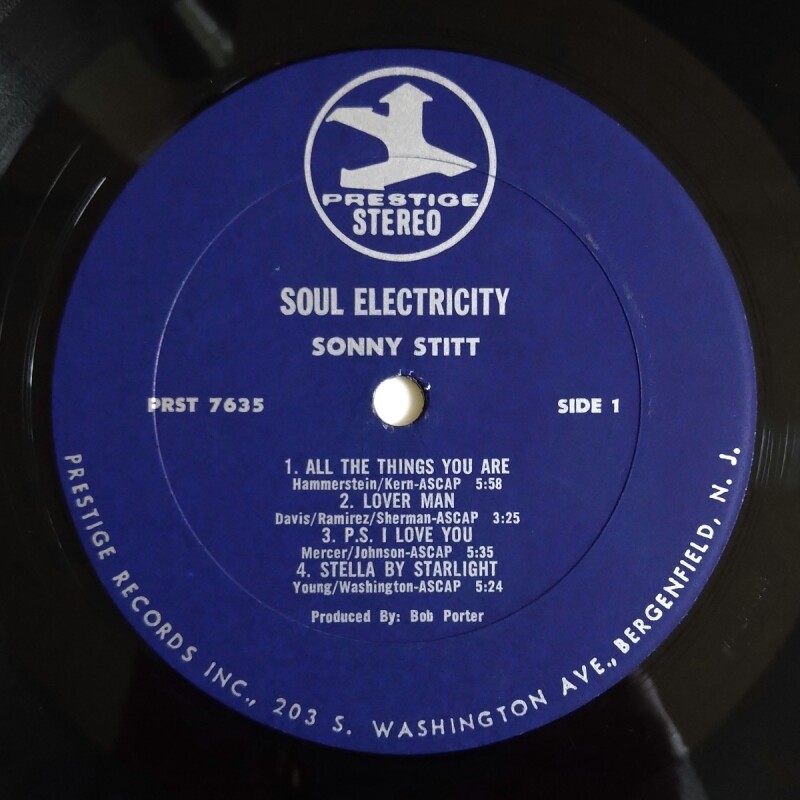 PRESTIGE
STEREO
SOUL ELECTRICITY
SONNY STITT
PRST 7635
SIDE 1
1. ALL THE THINGS YOU ARE
Hammerstein/Kern-ASCAP 5:58
2. LOVER MAN
Davis/Ramirez/Sherman-ASCAP 3:25
3. P.S. I LOVE YOU
Mercer/Johnson-ASCAP 5:35
4. STELLA BY STARLIGHT
Young/Washington-ASCAP 5:24
Produced By: Bob Porter
PRESTIGE RECORDS INC., 203 S. WASHINGTON AVE., BERGENFIELD, N. J.